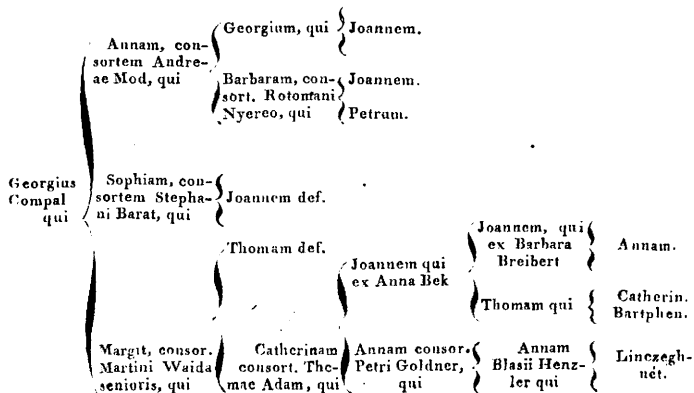 Georgium, qui
Joannem.
Annam, con-
sortem Andre-
ae Mod, qui
Barbaram, con-
sort. Rotomani
Nyereo, qui
Joannem.
Petrum.
Georgius
Compal
qui
Sophiam, con-
sortem Stepha-
ni Barat, qui
Joannem def.
Thomam def.
Joannem qui
ex Anna Bek
Joannem, qui
ex Barbara
Breibert
Annam.
Thomam qui
Catherin.
Bartphen.
Margit, consor.
Martini Waida
senioris, qui
Catherinam
consort. Tho-
mae Adam, qui
Annam consor.
Petri Goldner,
qui
Annam
Blasii Henz-
ler qui
Linczegh-
nét.